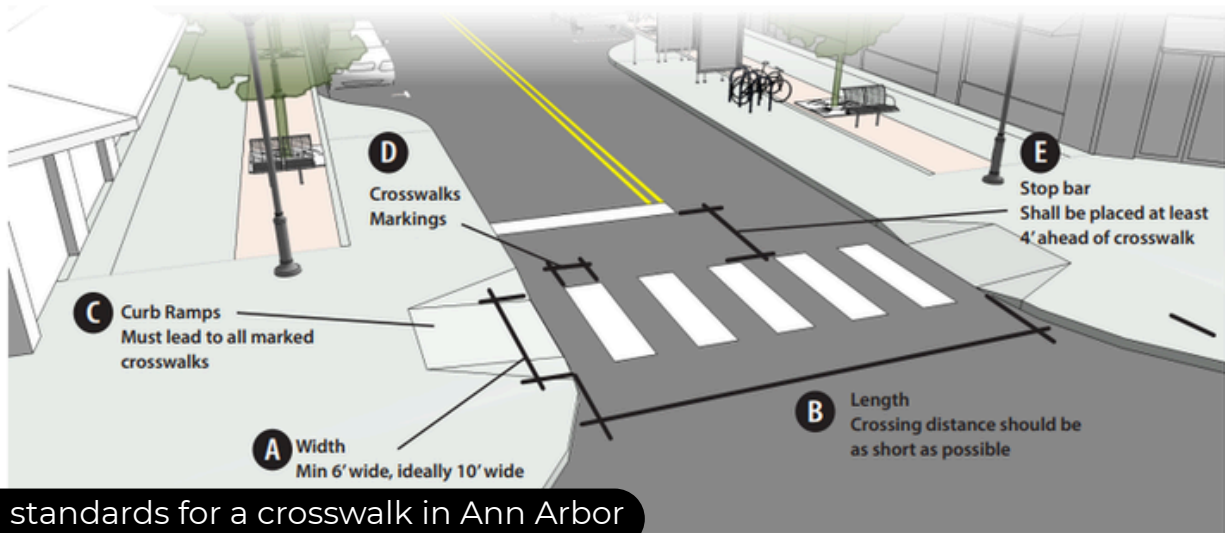 D
Crosswalks
Markings
E
Stop bar
Shall be placed at least
4' ahead of crosswalk
C
Curb Ramps
Must lead to all marked
crosswalks
B
Length
Crossing distance should be
as short as possible
A
Width
Min 6' wide, ideally 10' wide
standards for a crosswalk in Ann Arbor